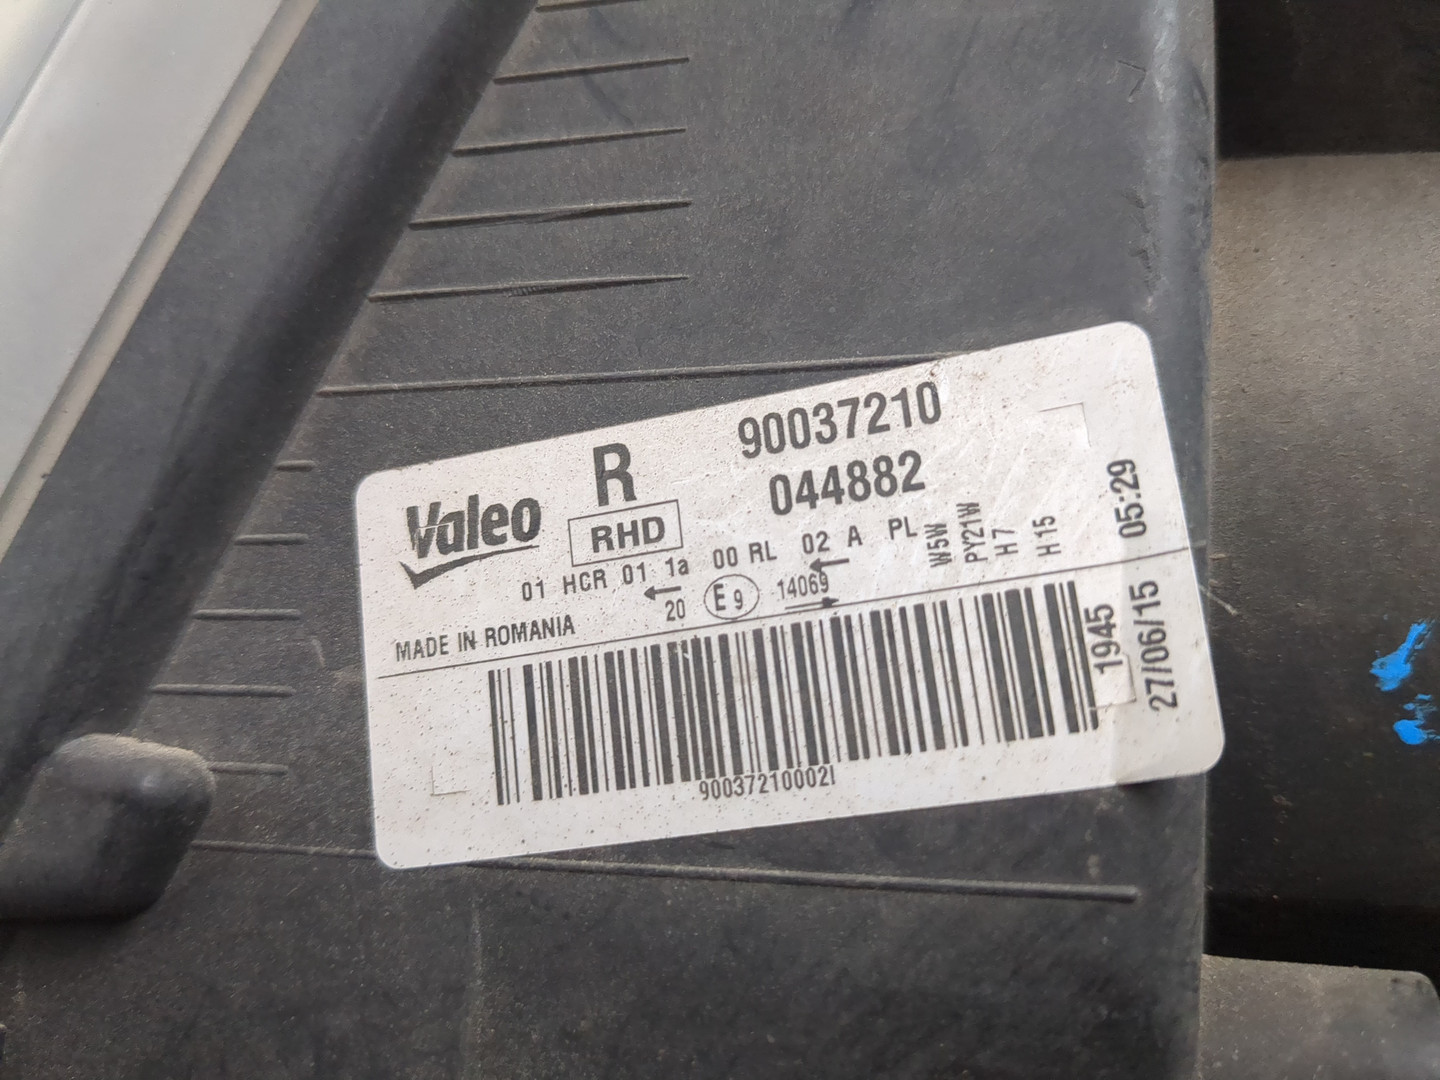 Valeo
R
RHD
90037210
044882
01 HCR 01 1a 00 RL 02 A PL
20 E9 14069
MADE IN ROMANIA
W5W
PY21W
H7
H15
05:29
27/06/15
1945
90037210002I